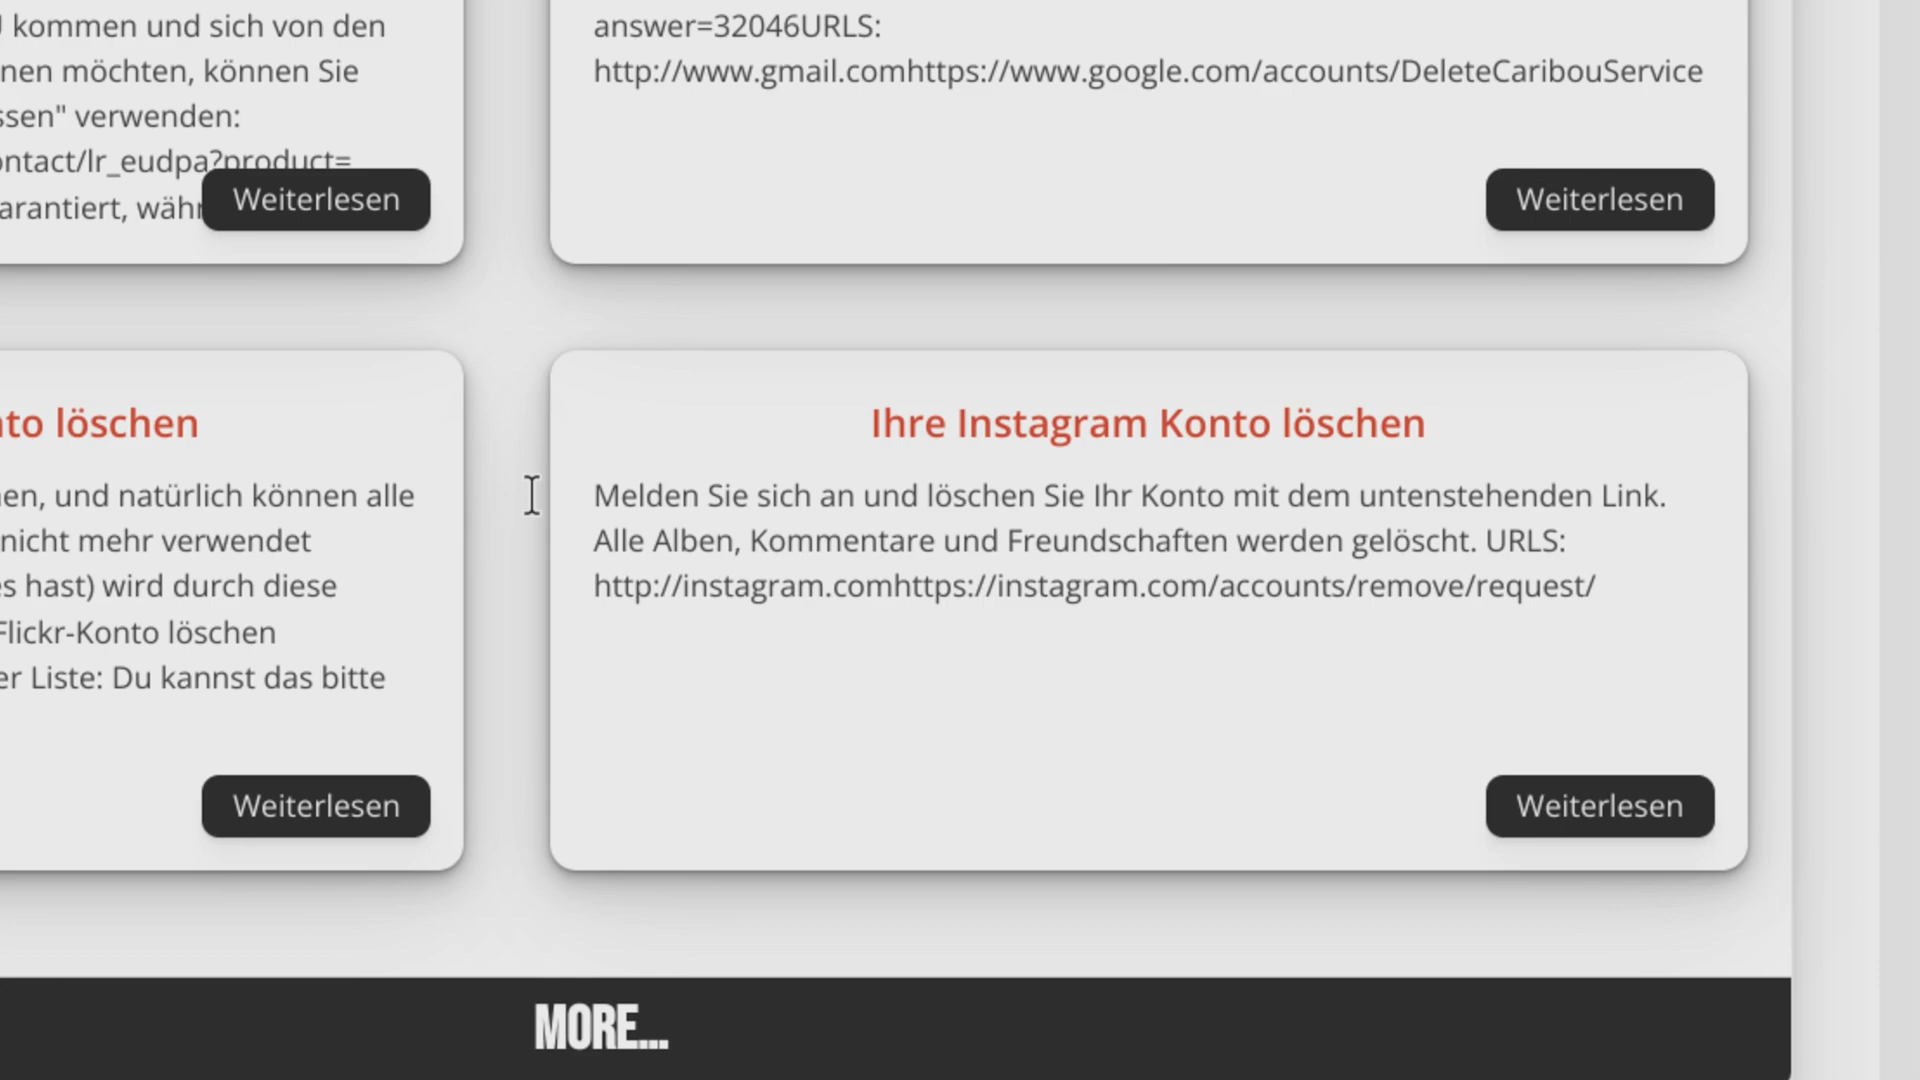 kommen und sich von den
nen möchten, können Sie
ssen" verwenden:
ontact/lr_eudpa?product=
arantiert, währ
Weiterlesen
answer=32046URLS:
http://www.gmail.comhttps://www.google.com/accounts/DeleteCaribouService
Weiterlesen
to löschen
en, und natürlich können alle
nicht mehr verwendet
s hast) wird durch diese
Flickr-Konto löschen
er Liste: Du kannst das bitte
Weiterlesen
Ihre Instagram Konto löschen
Melden Sie sich an und löschen Sie Ihr Konto mit dem untenstehenden Link.
Alle Alben, Kommentare und Freundschaften werden gelöscht. URLS:
http://instagram.comhttps://instagram.com/accounts/remove/request/
Weiterlesen
MORE...